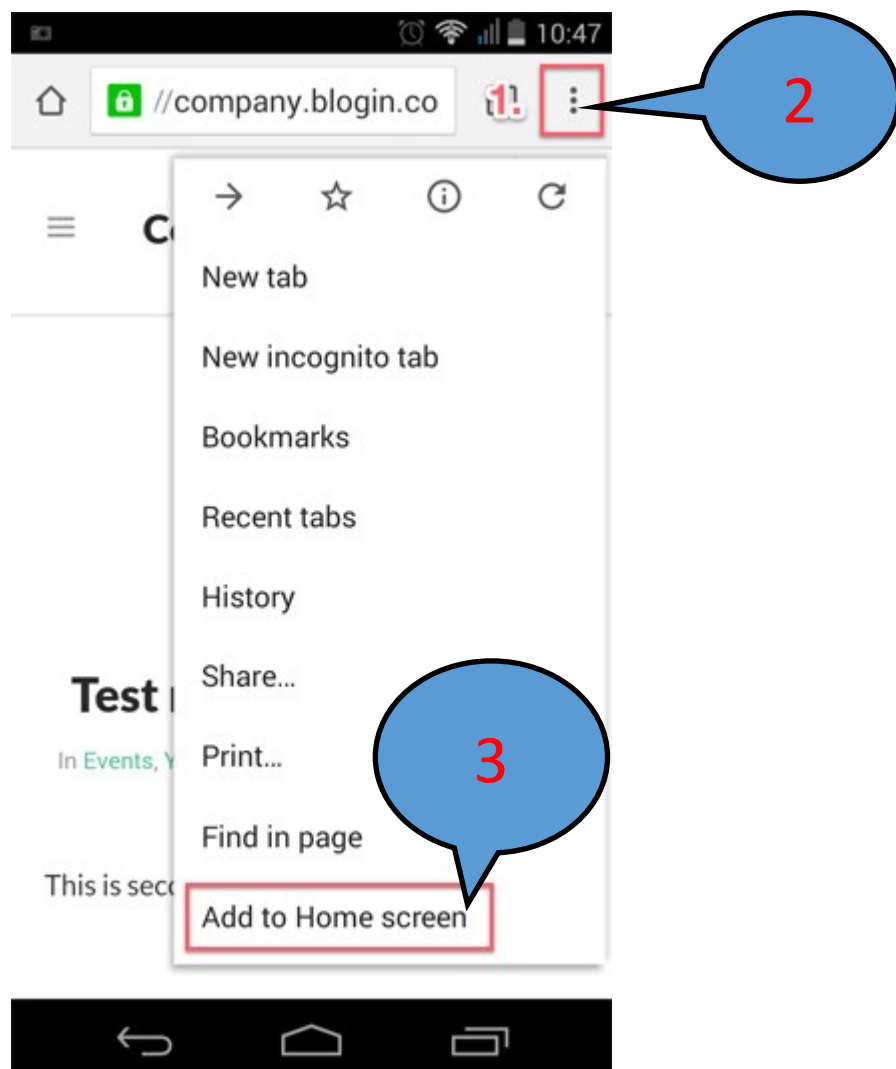 10:47
//company.blogin.co
1.
2
New tab
New incognito tab
Bookmarks
Recent tabs
History
Test
Share...
In Events, Y
Print...
3
Find in page
This is seco
Add to Home screen